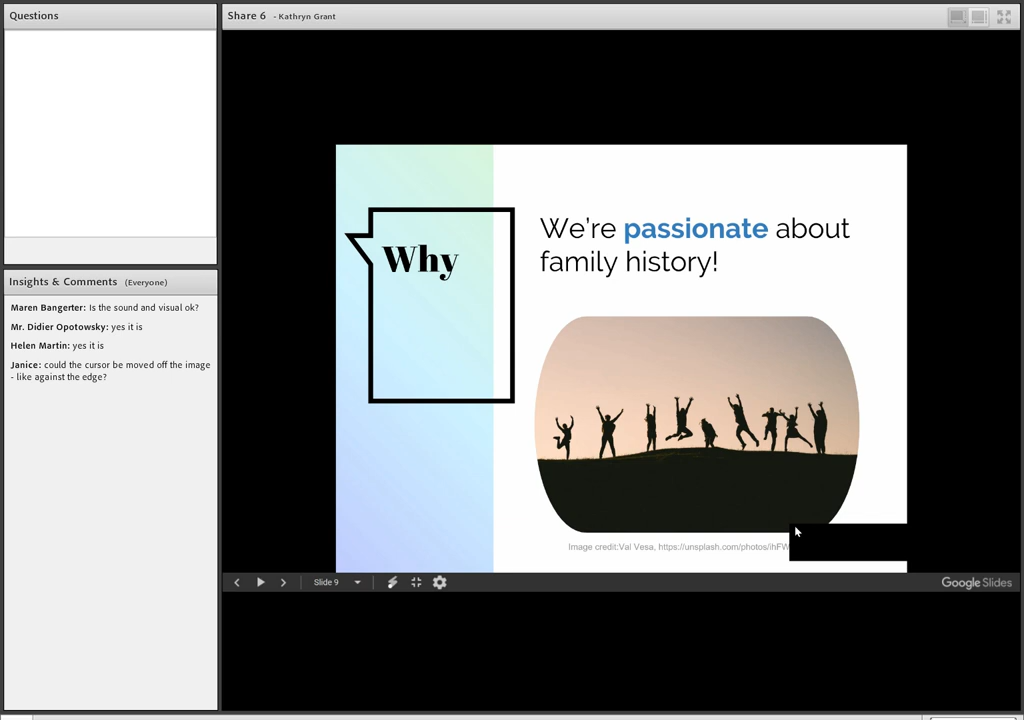 Questions
Share 6 - Kathryn Grant
Insights & Comments (Everyone)
Maren Bangerter: Is the sound and visual ok?
Mr. Didier Opotowsky: yes it is
Helen Martin: yes it is
Janice: could the cursor be moved off the image
- like against the edge?
Why
We're passionate about
family history!
Image credit:Val Vesa, https://unsplash.com/photos/ihFW
Slide 9
Google Slides